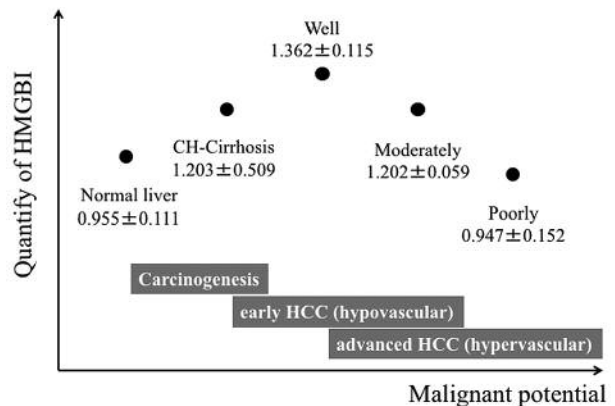 Quantify of HMGBI
Well
1.362±0.115
CH-Cirrhosis
1.203±0.509
Moderately
1.202±0.059
Normal liver
0.955±0.111
Poorly
0.947±0.152
Carcinogenesis
early HCC (hypovascular)
advanced HCC (hypervascular)
Malignant potential